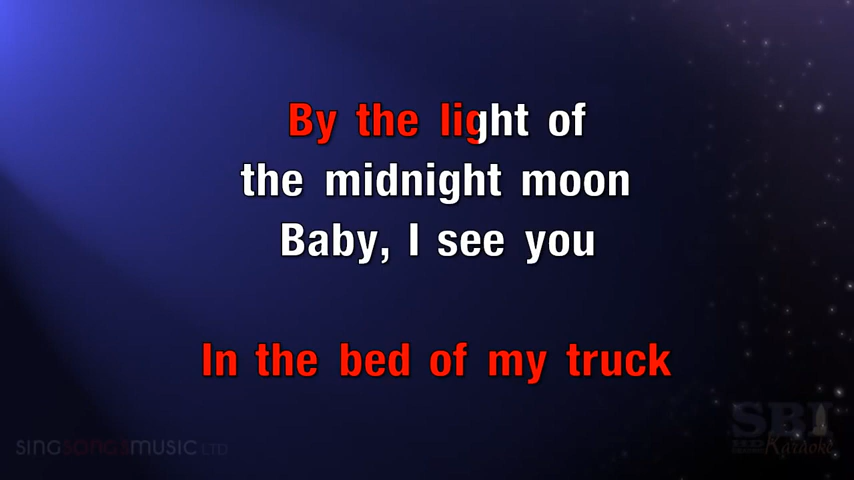 By the light of
the midnight moon
Baby, I see you
In the bed of my truck
SBI
HD
Karaoke
singsongsmusic LTD